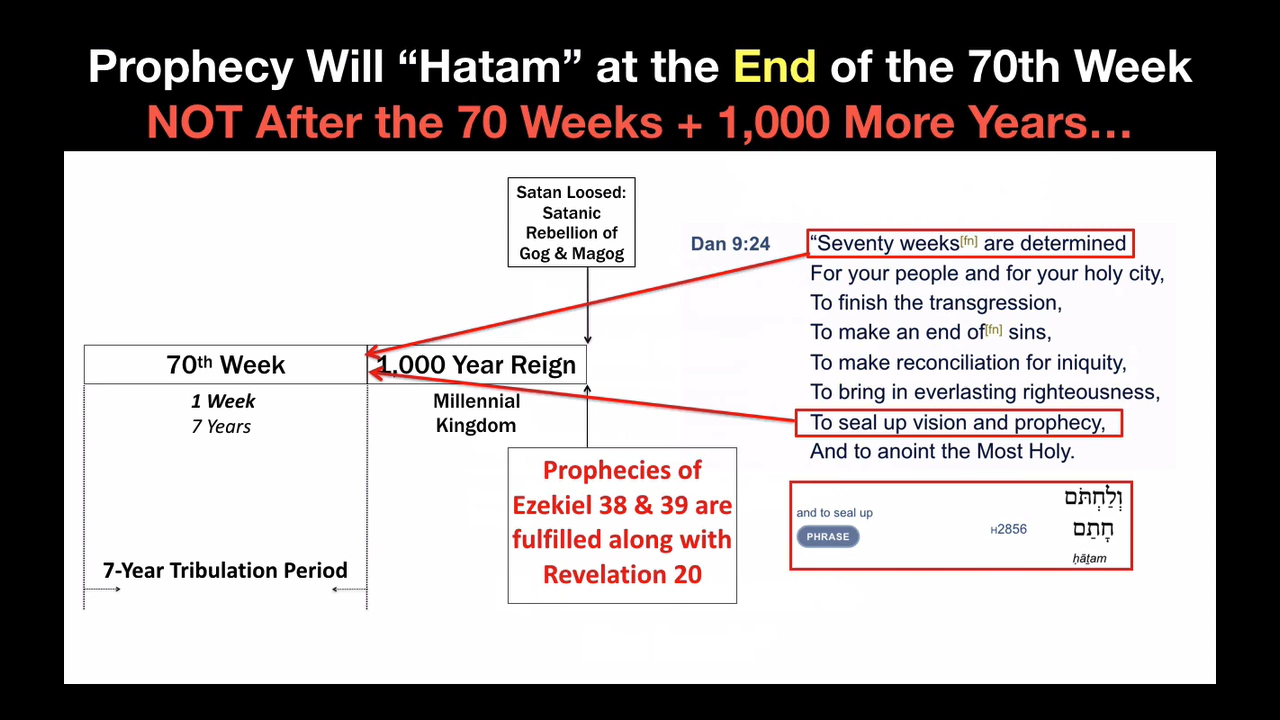 Prophecy Will “Hatam” at the End of the 70th Week
NOT After the 70 Weeks + 1,000 More Years…
Satan Loosed:
Satanic
Rebellion of
Gog & Magog
70th Week
1,000 Year Reign
1 Week
7 Years
Millennial
Kingdom
Prophecies of
Ezekiel 38 & 39 are
fulfilled along with
Revelation 20
7-Year Tribulation Period
Dan 9:24
“Seventy weeks[fn] are determined
For your people and for your holy city,
To finish the transgression,
To make an end of[fn] sins,
To make reconciliation for iniquity,
To bring in everlasting righteousness,
To seal up vision and prophecy,
And to anoint the Most Holy.
and to seal up
PHRASE
H2856
וְלַחְתֹּם
חָתַם
ḥāṯam